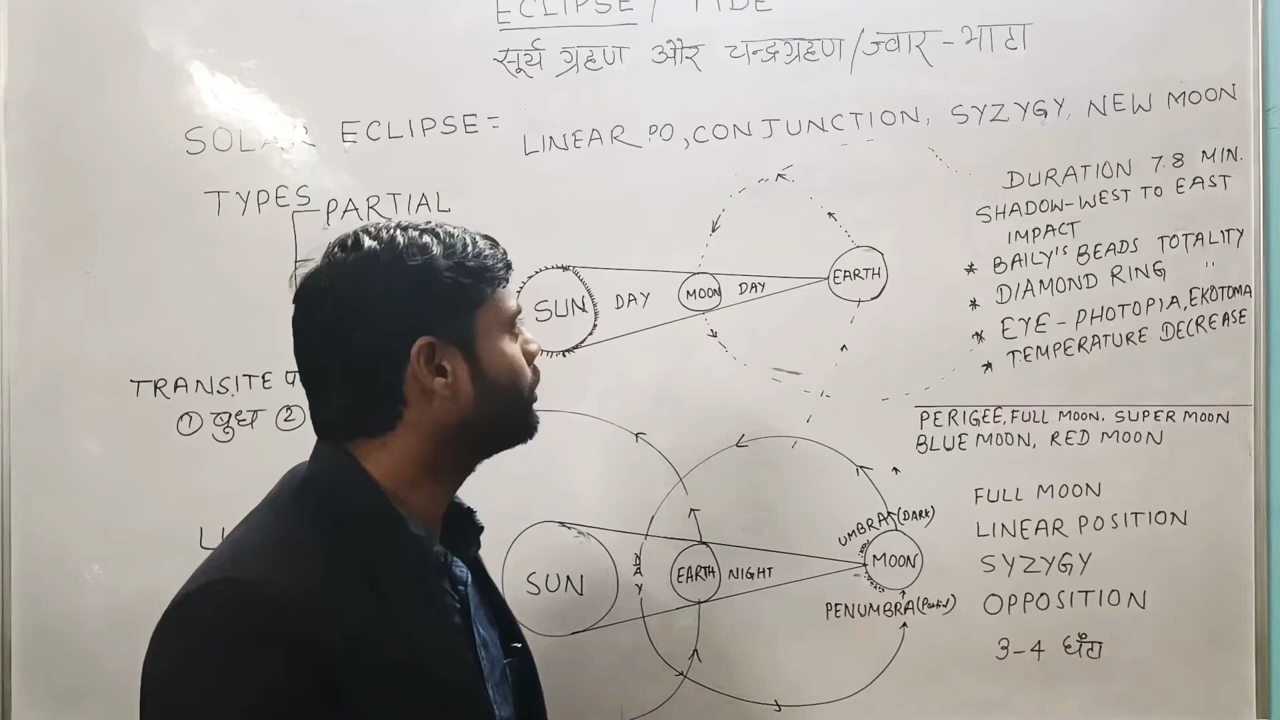 ECLIPSE / TIDE
सूर्य ग्रहण और चन्द्रग्रहण/ज्वार-भाटा
SOLAR ECLIPSE = LINEAR PO, CONJUNCTION, SYZYGY, NEW MOON
TYPES PARTIAL
DURATION 7.8 MIN.
SHADOW-WEST TO EAST
IMPACT
* BAILY'S BEADS TOTALITY
* DIAMOND RING "
* EYE - PHOTOPIA, EKOTOMA
* TEMPERATURE DECREASE
SUN DAY MOON DAY EARTH
TRANSITE
① बुध ②
PERIGEE, FULL MOON. SUPER MOON
BLUE MOON, RED MOON
FULL MOON
LINEAR POSITION
SYZYGY
OPPOSITION
3-4 घंटा
UMBRA (DARK)
SUN DAY EARTH NIGHT MOON
PENUMBRA (Partial)